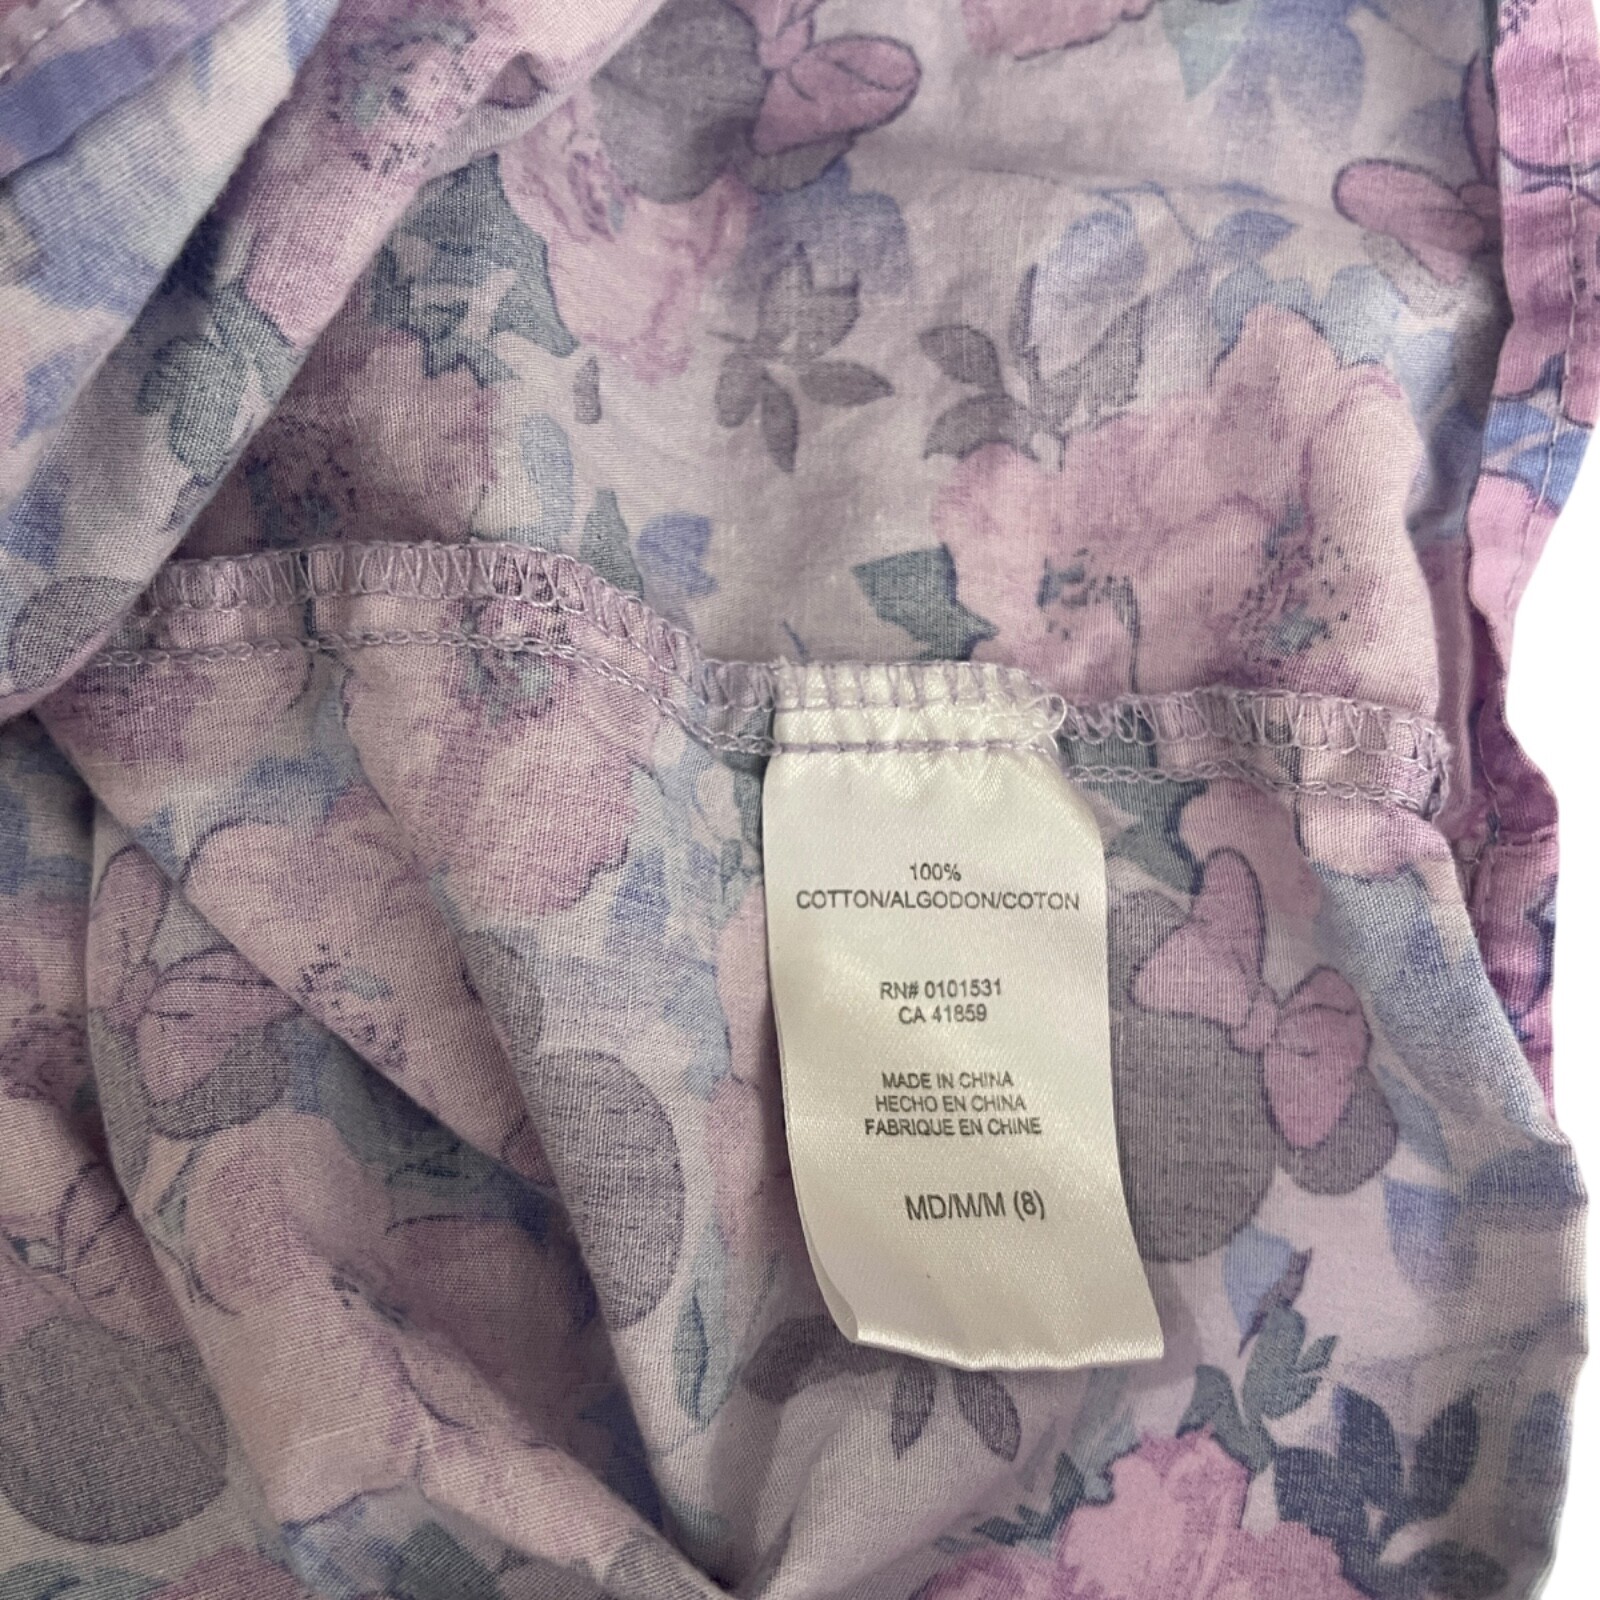 100%
COTTON/ALGODON/COTON
RN# 0101531
CA 41859
MADE IN CHINA
HECHO EN CHINA
FABRIQUE EN CHINE
MD/M/M (8)